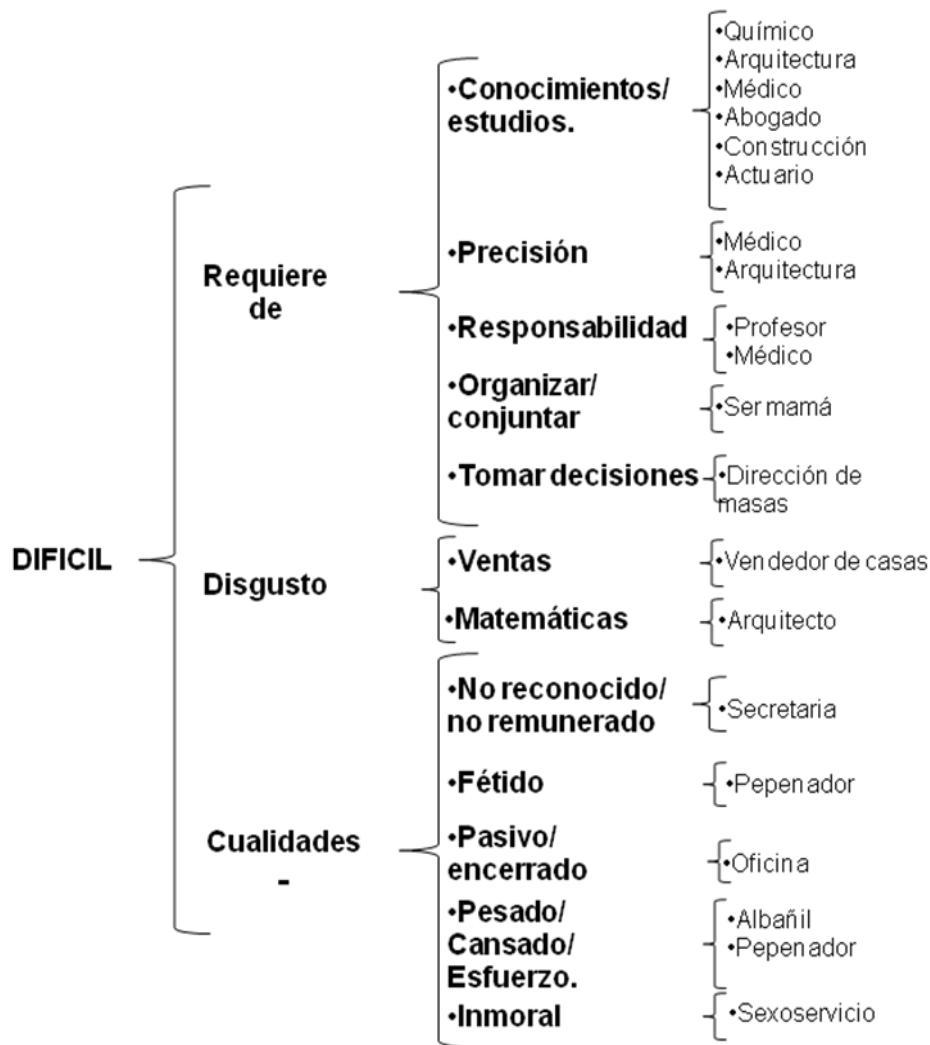 DIFICIL
Requiere
de
•Conocimientos/
estudios.
•Químico
•Arquitectura
•Médico
•Abogado
•Construcción
•Actuario
•Precisión
•Médico
•Arquitectura
•Responsabilidad
•Profesor
•Médico
•Organizar/
conjuntar
•Ser mamá
•Tomar decisiones
•Dirección de
masas
Disgusto
•Ventas
•Vendedor de casas
•Matemáticas
•Arquitecto
Cualidades
-
•No reconocido/
no remunerado
•Secretaria
•Fétido
•Pepenador
•Pasivo/
encerrado
•Oficina
•Pesado/
Cansado/
Esfuerzo.
•Albañil
•Pepenador
•Inmoral
•Sexoservicio